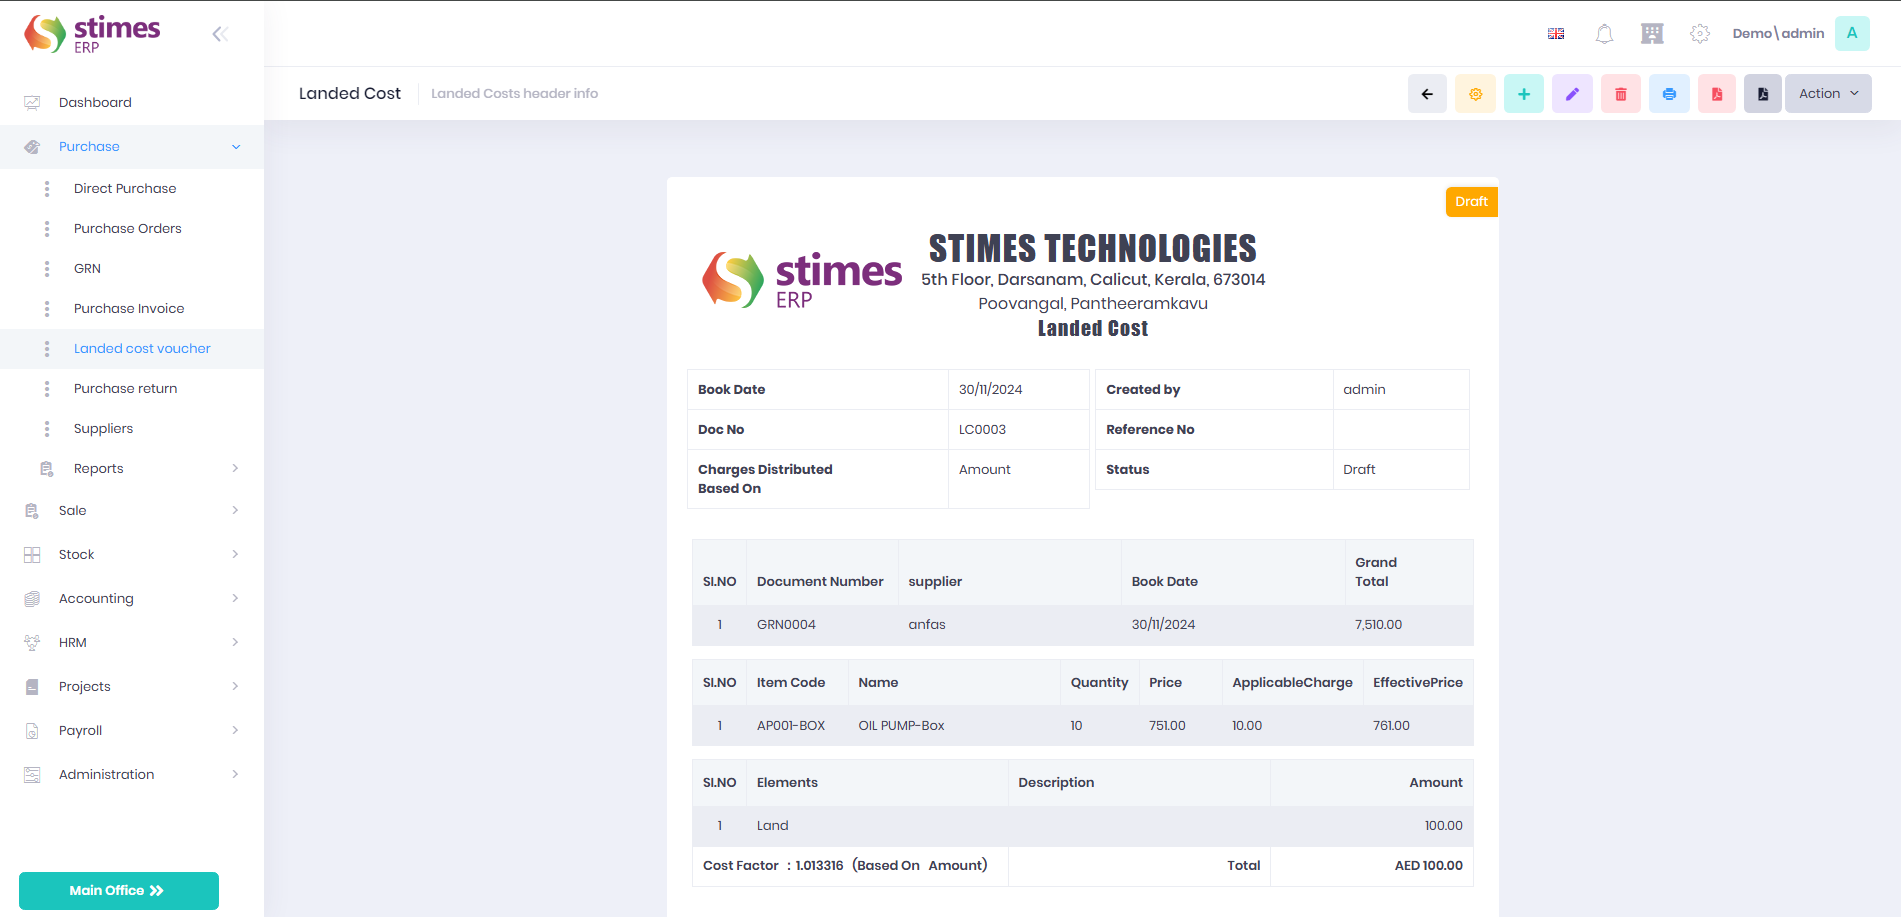 stimes
ERP
Demo\admin
A
Landed Cost
Landed Costs header info
Action
Dashboard
Purchase
Direct Purchase
Purchase Orders
GRN
Purchase Invoice
Landed cost voucher
Purchase return
Suppliers
Reports
Sale
Stock
Accounting
HRM
Projects
Payroll
Administration
Main Office
Draft
stimes
ERP
STIMES TECHNOLOGIES
5th Floor, Darsanam, Calicut, Kerala, 673014
Poovangal, Pantheeramkavu
Landed Cost
Book Date 30/11/2024 Created by admin
Doc No LC0003 Reference No
Charges Distributed Based On Amount Status Draft
SI.NO Document Number supplier Book Date Grand Total
1 GRN0004 anfas 30/11/2024 7,510.00
SI.NO Item Code Name Quantity Price ApplicableCharge EffectivePrice
1 AP001-BOX OIL PUMP-Box 10 751.00 10.00 761.00
SI.NO Elements Description Amount
1 Land 100.00
Cost Factor : 1.013316 (Based On Amount) Total AED 100.00